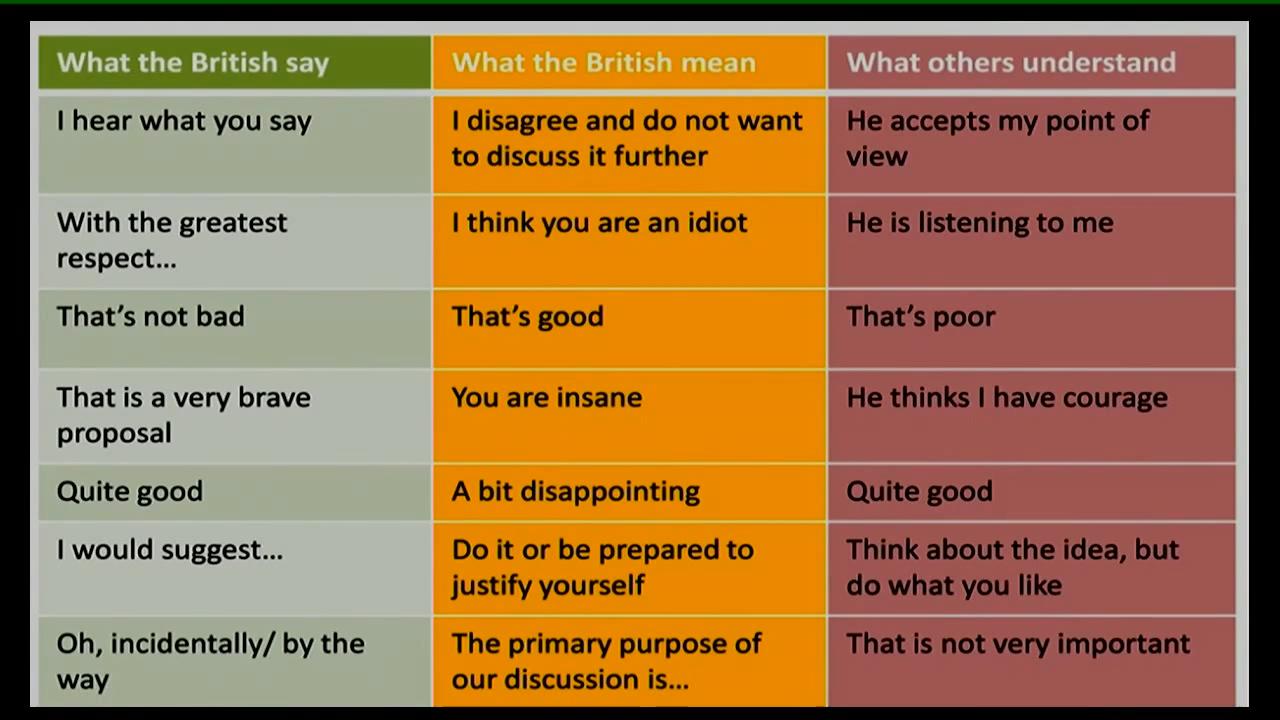 What the British say
What the British mean
What others understand
I hear what you say
I disagree and do not want
to discuss it further
He accepts my point of
view
With the greatest
respect...
I think you are an idiot
He is listening to me
That's not bad
That's good
That's poor
That is a very brave
proposal
You are insane
He thinks I have courage
Quite good
A bit disappointing
Quite good
I would suggest...
Do it or be prepared to
justify yourself
Think about the idea, but
do what you like
Oh, incidentally/ by the
way
The primary purpose of
our discussion is...
That is not very important